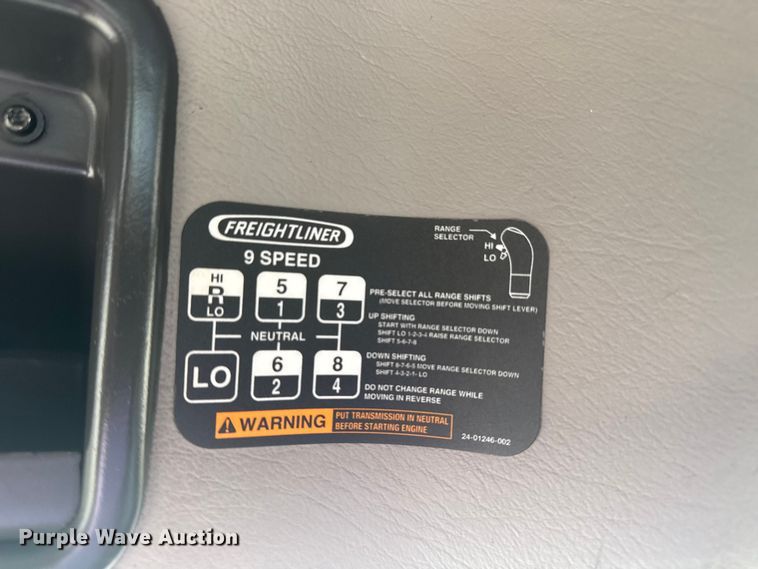 FREIGHTLINER
9 SPEED
RANGE
SELECTOR
HI
LO
HI
R
LO
5
1
7
3
NEUTRAL
LO
6
2
8
4
PRE-SELECT ALL RANGE SHIFTS
(MOVE SELECTOR BEFORE MOVING SHIFT LEVER)
UP SHIFTING
START WITH RANGE SELECTOR DOWN
SHIFT LO 1-2-3-4 RAISE RANGE SELECTOR
SHIFT 5-6-7-8
DOWN SHIFTING
SHIFT 8-7-6-5 MOVE RANGE SELECTOR DOWN
SHIFT 4-3-2-1- LO
DO NOT CHANGE RANGE WHILE
MOVING IN REVERSE
WARNING
PUT TRANSMISSION IN NEUTRAL
BEFORE STARTING ENGINE
24-01246-002
Purple Wave Auction